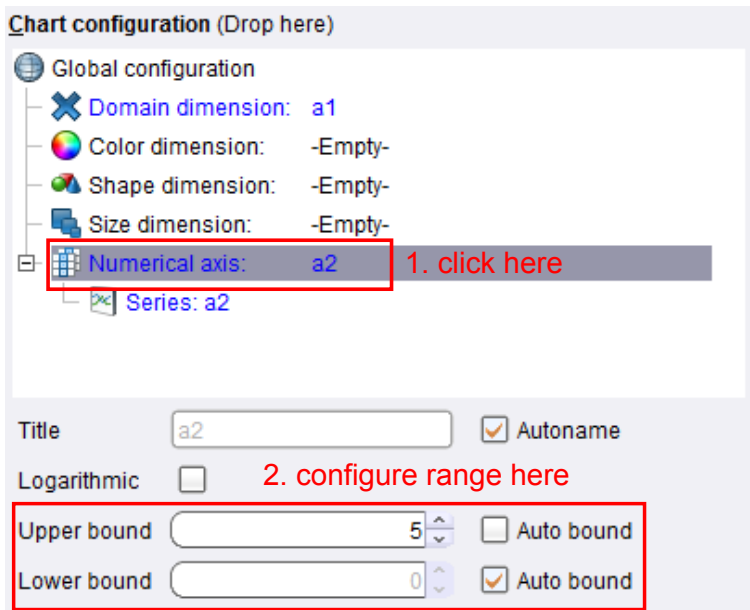 Chart configuration (Drop here)
Global configuration
Domain dimension: a1
Color dimension: -Empty-
Shape dimension: -Empty-
Size dimension: -Empty-
Numerical axis: a2 1. click here
Series: a2
Title a2 Autoname
Logarithmic 2. configure range here
Upper bound 5 Auto bound
Lower bound 0 Auto bound